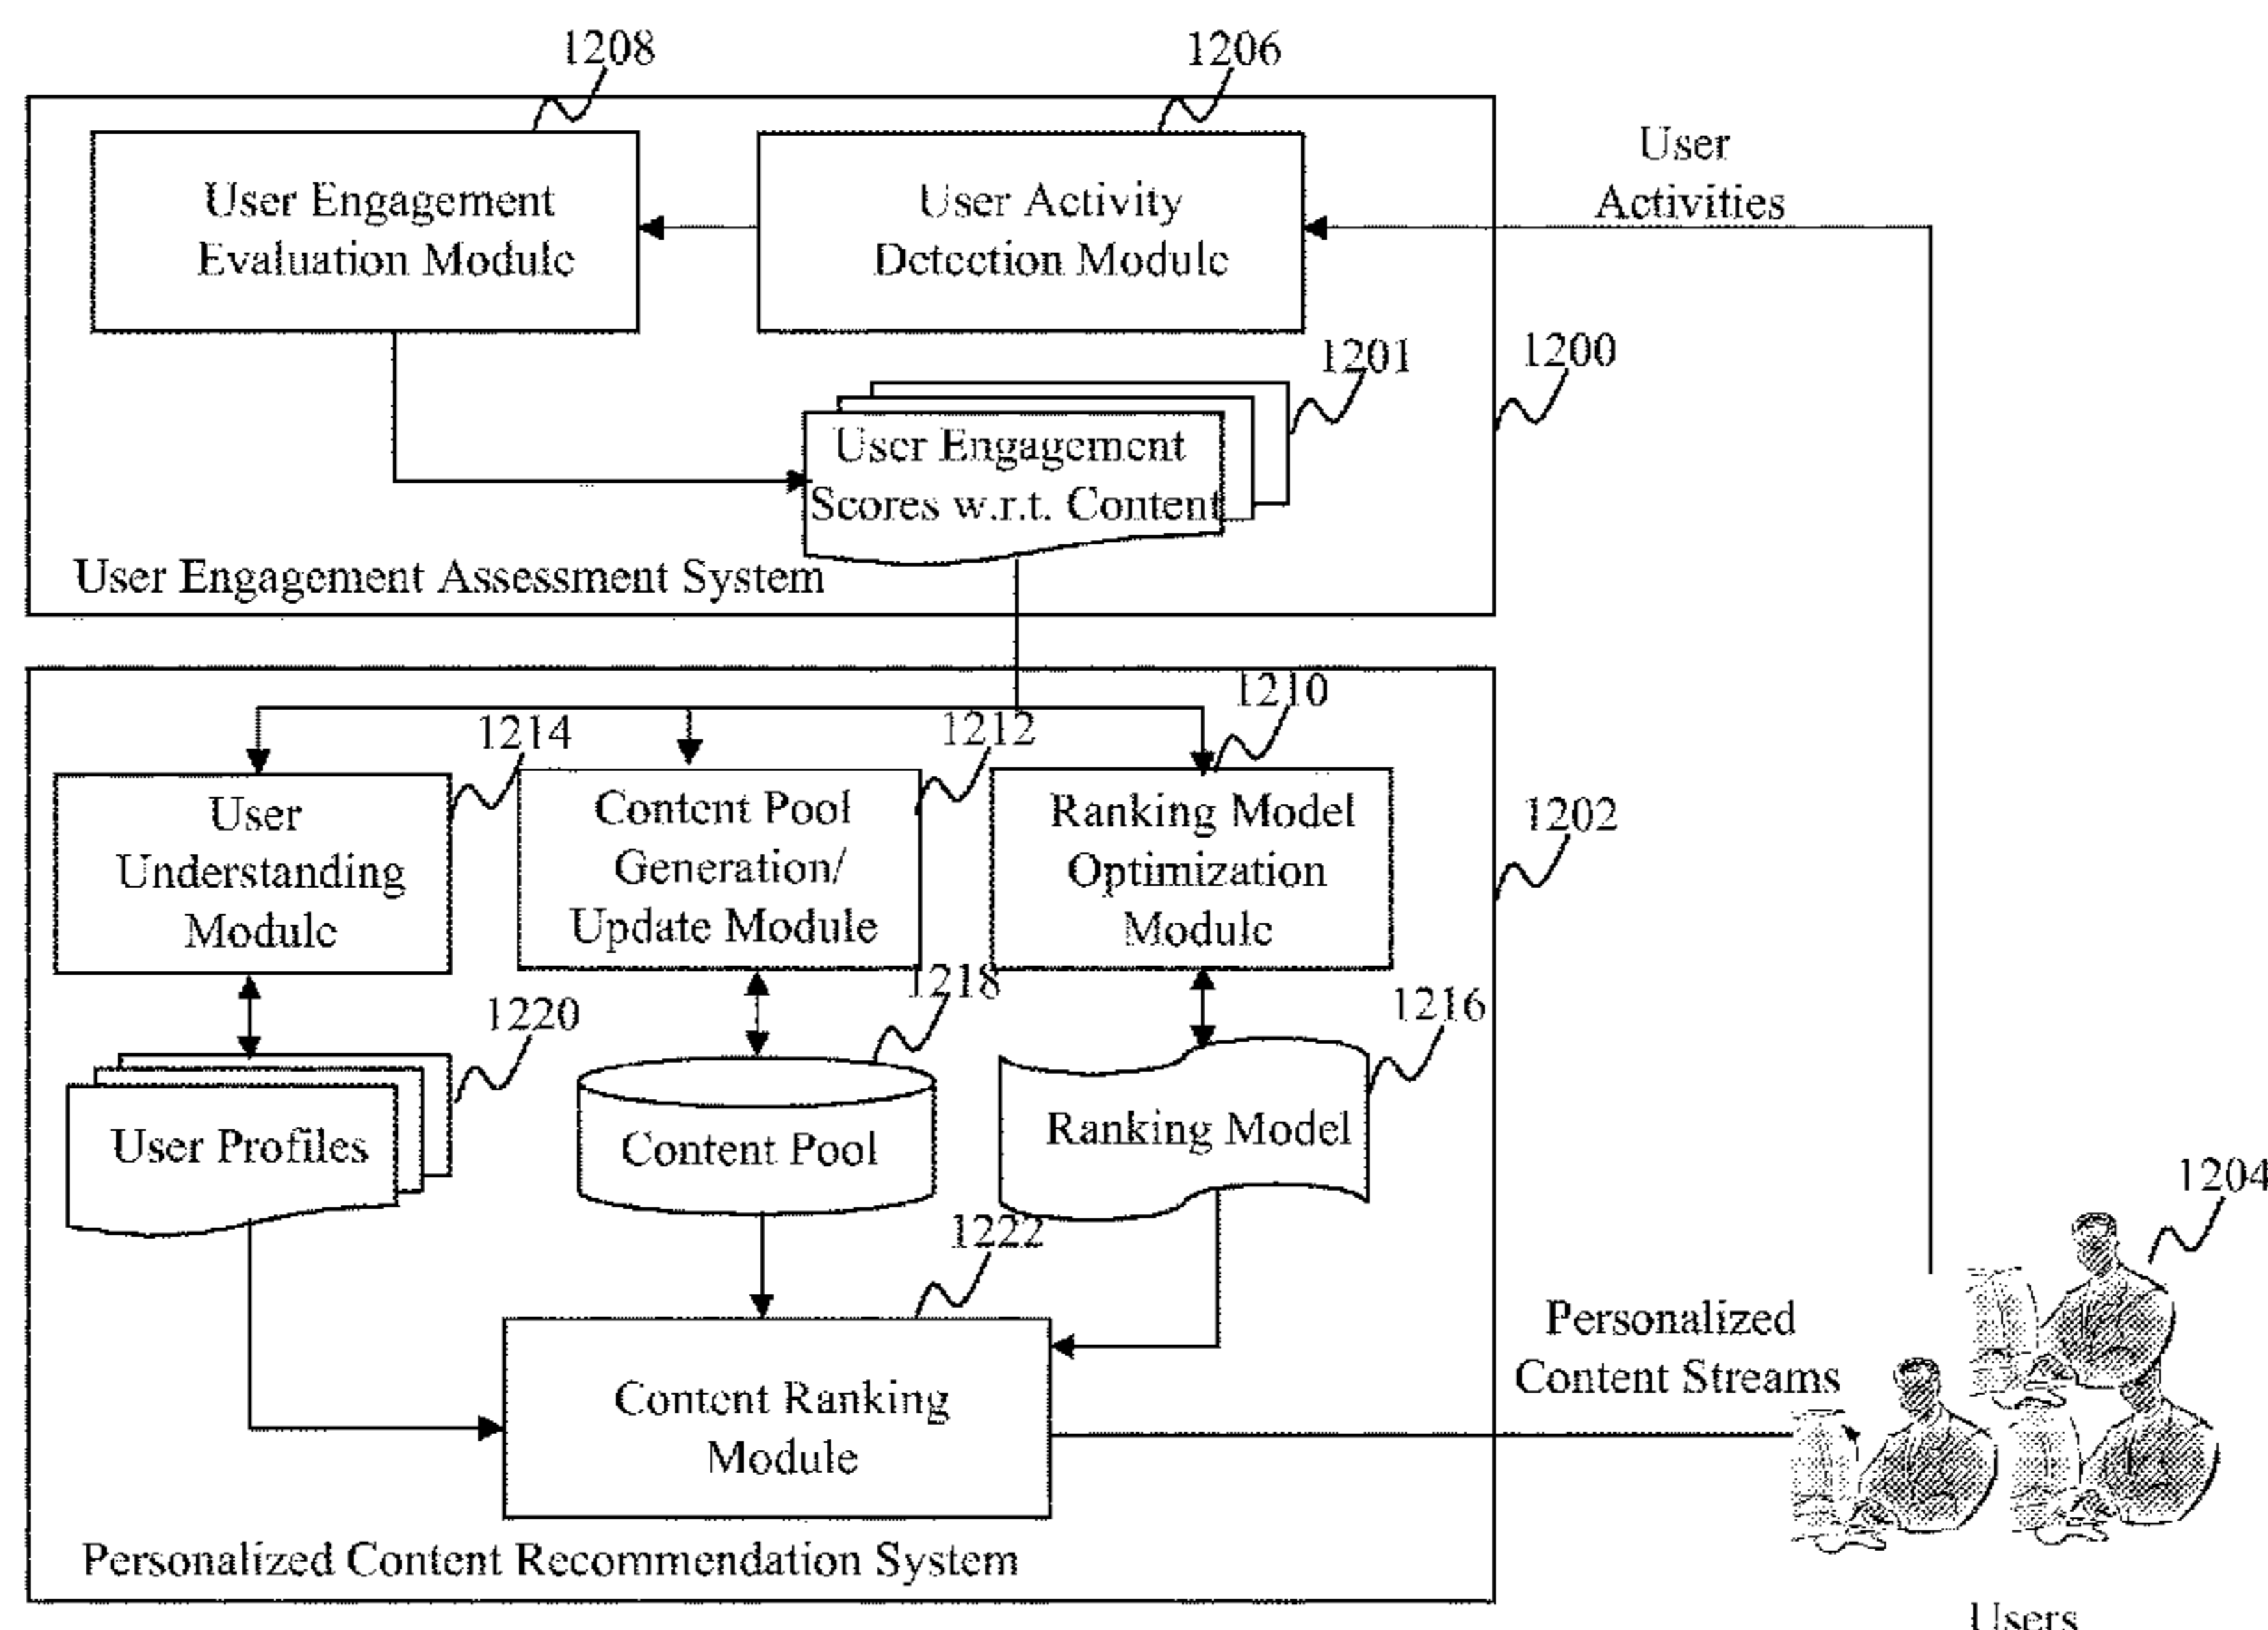 1208
1206
User Engagement
Evaluation Module
User Activity
Detection Module
User
Activities
1201
1200
User Engagement
Scores w.r.t. Content
User Engagement Assessment System
1210
1214
1212
User
Understanding
Module
Content Pool
Generation/
Update Module
Ranking Model
Optimization
Module
1202
1218
1220
1216
User Profiles
Content Pool
Ranking Model
1204
1222
Personalized
Content Streams
Content Ranking
Module
Personalized Content Recommendation System
Users